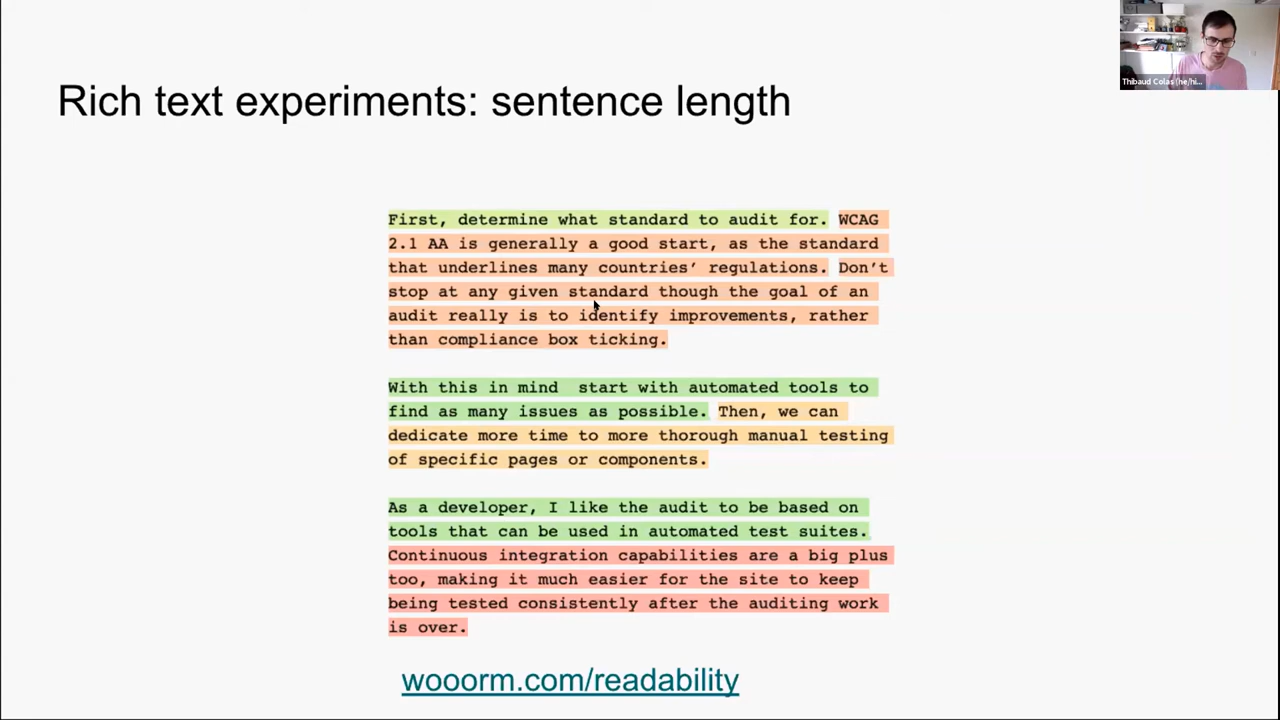 Thibaud Colas (he/hi...
Rich text experiments: sentence length
First, determine what standard to audit for. WCAG
2.1 AA is generally a good start, as the standard
that underlines many countries’ regulations. Don’t
stop at any given standard though the goal of an
audit really is to identify improvements, rather
than compliance box ticking.
With this in mind  start with automated tools to
find as many issues as possible. Then, we can
dedicate more time to more thorough manual testing
of specific pages or components.
As a developer, I like the audit to be based on
tools that can be used in automated test suites.
Continuous integration capabilities are a big plus
too, making it much easier for the site to keep
being tested consistently after the auditing work
is over.
wooorm.com/readability